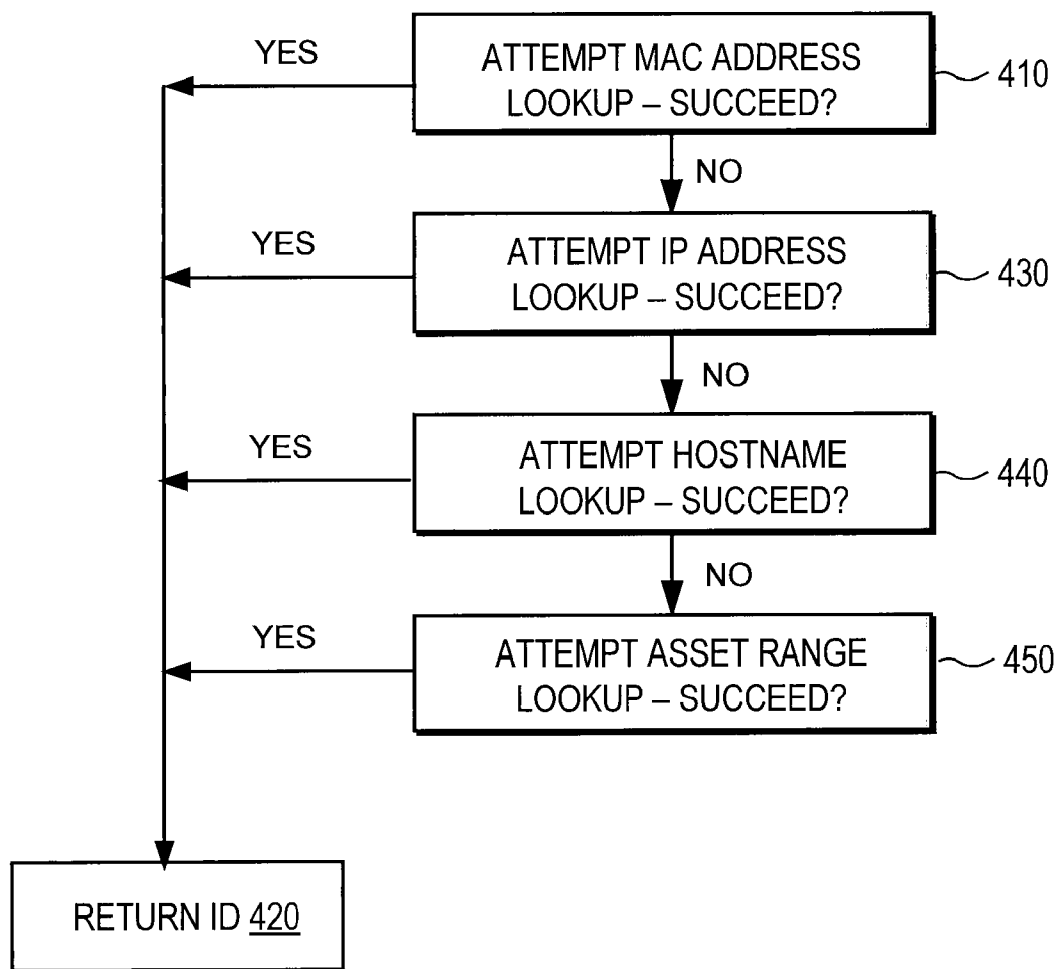 YES
ATTEMPT MAC ADDRESS
LOOKUP – SUCCEED?
410
NO
YES
ATTEMPT IP ADDRESS
LOOKUP – SUCCEED?
430
NO
YES
ATTEMPT HOSTNAME
LOOKUP – SUCCEED?
440
NO
YES
ATTEMPT ASSET RANGE
LOOKUP – SUCCEED?
450
RETURN ID 420